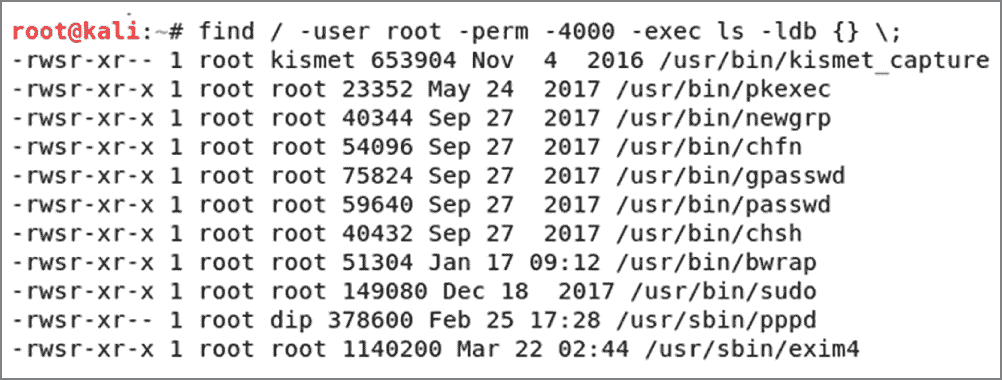 root@kali:~# find / -user root -perm -4000 -exec ls -ldb {} \;
-rwsr-xr-- 1 root kismet 653904 Nov  4  2016 /usr/bin/kismet_capture
-rwsr-xr-x 1 root root 23352 May 24  2017 /usr/bin/pkexec
-rwsr-xr-x 1 root root 40344 Sep 27  2017 /usr/bin/newgrp
-rwsr-xr-x 1 root root 54096 Sep 27  2017 /usr/bin/chfn
-rwsr-xr-x 1 root root 75824 Sep 27  2017 /usr/bin/gpasswd
-rwsr-xr-x 1 root root 59640 Sep 27  2017 /usr/bin/passwd
-rwsr-xr-x 1 root root 40432 Sep 27  2017 /usr/bin/chsh
-rwsr-xr-x 1 root root 51304 Jan 17 09:12 /usr/bin/bwrap
-rwsr-xr-x 1 root root 149080 Dec 18  2017 /usr/bin/sudo
-rwsr-xr-- 1 root dip 378600 Feb 25 17:28 /usr/sbin/pppd
-rwsr-xr-x 1 root root 1140200 Mar 22 02:44 /usr/sbin/exim4